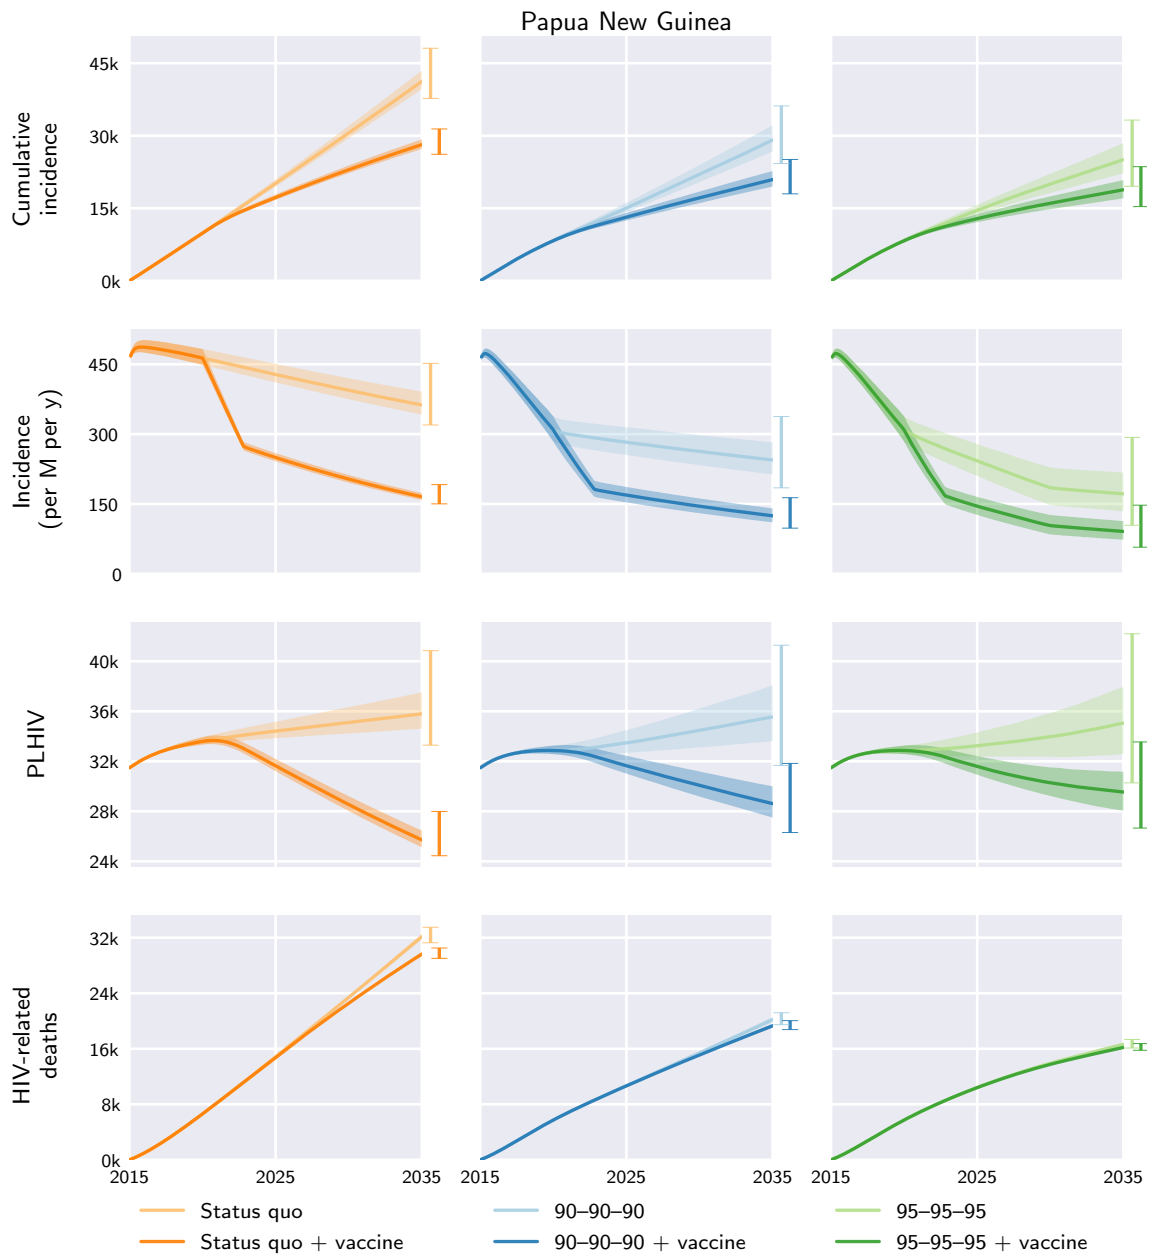 Papua New Guinea
Cumulative
incidence
45k
30k
15k
0k
Incidence
(per M per y)
450
300
150
0
PLHIV
40k
36k
32k
28k
24k
HIV-related
deaths
32k
24k
16k
8k
0k
2015 2025 2035 2015 2025 2035 2015 2025 2035
Status quo 90–90–90 95–95–95
Status quo + vaccine 90–90–90 + vaccine 95–95–95 + vaccine